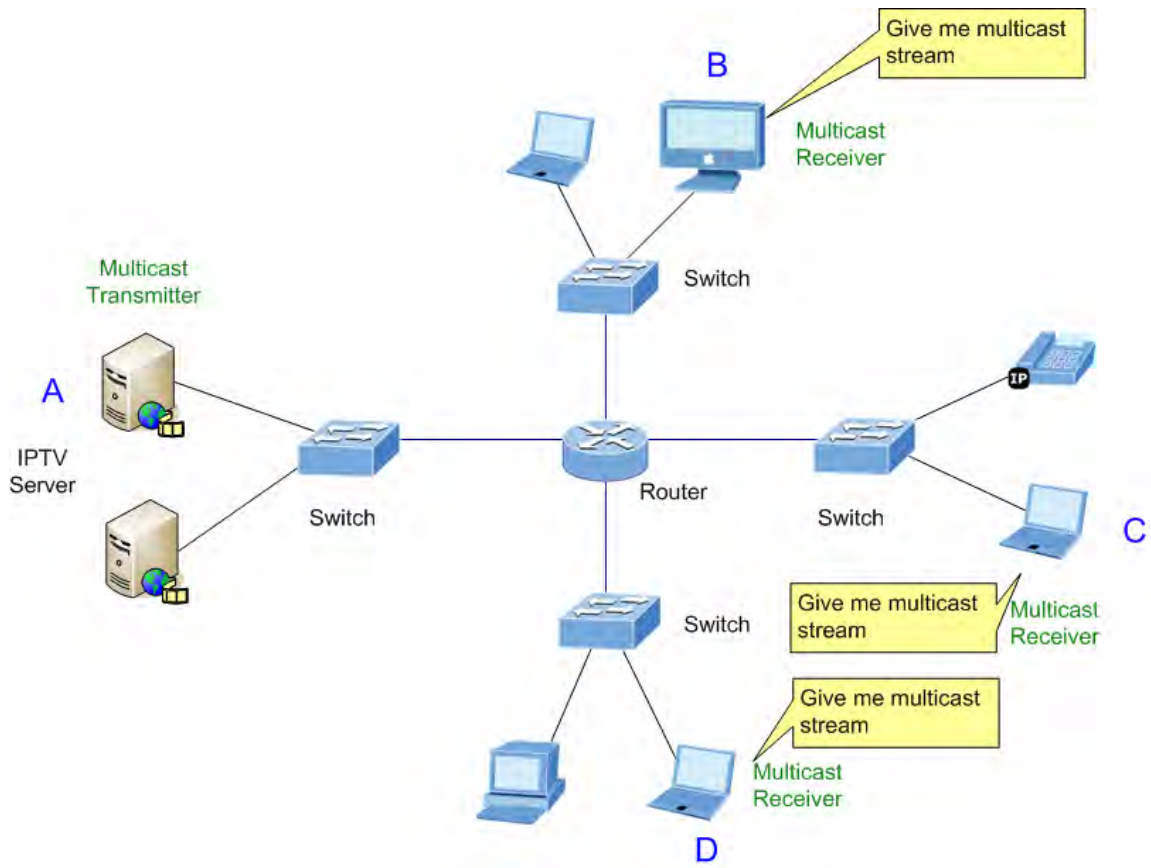 Give me multicast
stream
B
Multicast
Receiver
Switch
Multicast
Transmitter
A
IPTV
Server
Switch
Router
IP
Switch
C
Switch
Give me multicast
stream
Multicast
Receiver
Give me multicast
stream
Multicast
Receiver
D